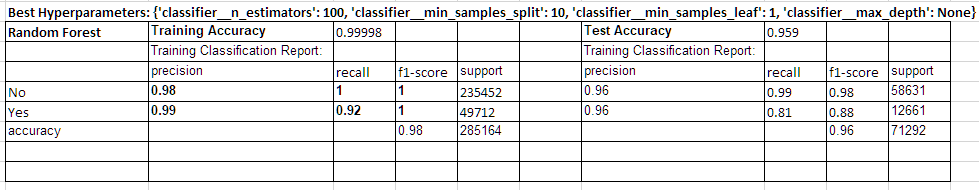 Best Hyperparameters: {'classifier__n_estimators': 100, 'classifier__min_samples_split': 10, 'classifier__min_samples_leaf': 1, 'classifier__max_depth': None}
Random Forest Training Accuracy 0.99998 Test Accuracy 0.959
Training Classification Report: Training Classification Report:
precision recall f1-score support precision recall f1-score support
No 0.98 1 1 235452 0.96 0.99 0.98 58631
Yes 0.99 0.92 1 49712 0.96 0.81 0.88 12661
accuracy 0.98 285164 0.96 71292